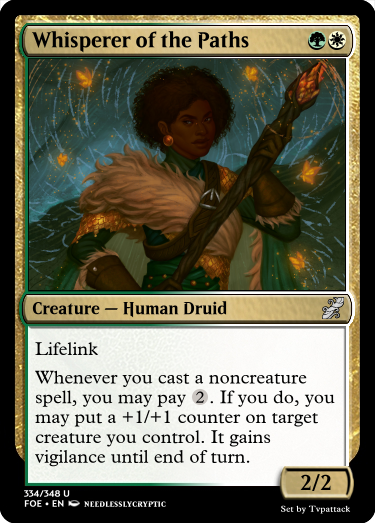 Whisperer of the Paths
Creature — Human Druid
Lifelink
Whenever you cast a noncreature
spell, you may pay 2. If you do, you
may put a +1/+1 counter on target
creature you control. It gains
vigilance until end of turn.
2/2
334/348 U
FOE • EN NEEDLESSLYCRYPTIC
Set by Tvpattack